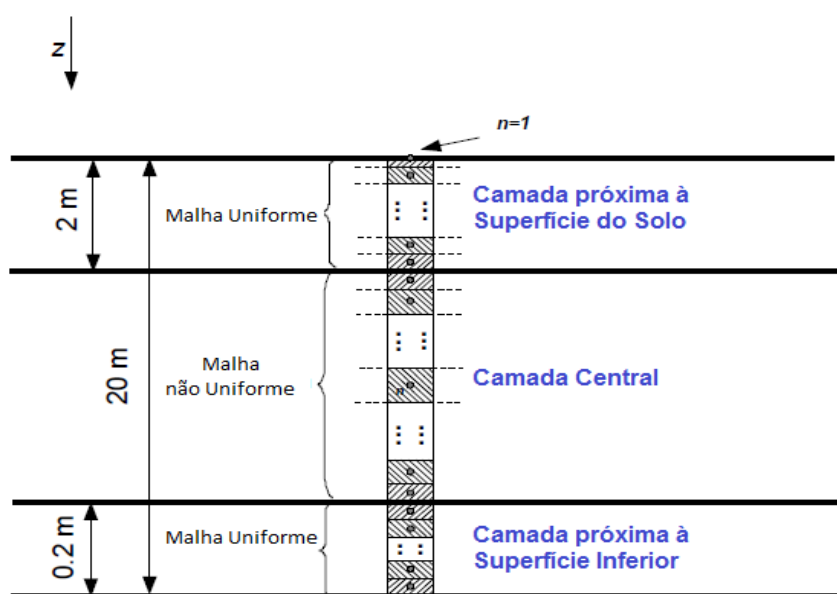 z
n=1
2 m
Malha Uniforme
Camada próxima à
Superfície do Solo
20 m
Malha
não Uniforme
n
Camada Central
0.2 m
Malha Uniforme
Camada próxima à
Superfície Inferior